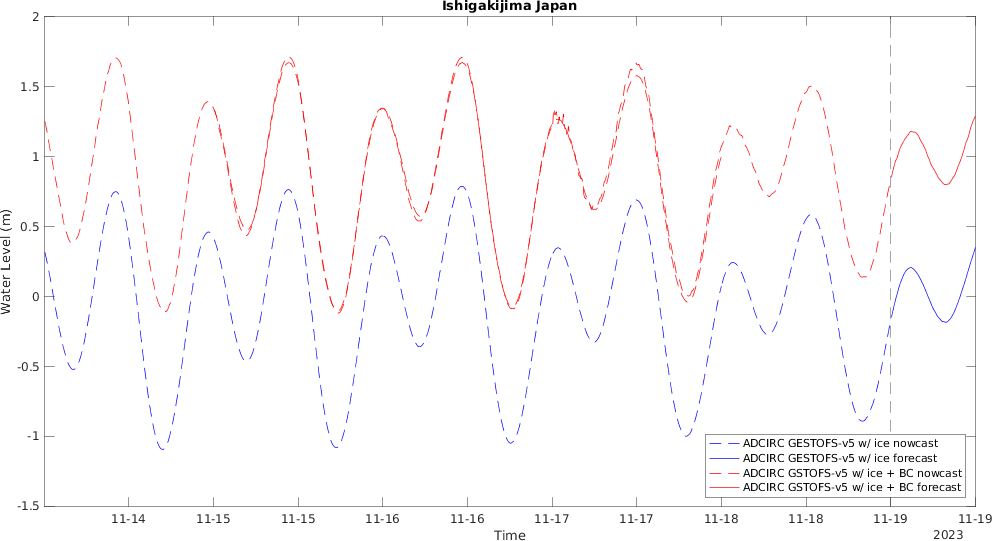 Ishigakijima Japan
2
1.5
1
0.5
0
-0.5
-1
-1.5
Water Level (m)
ADCIRC GESTOFS-v5 w/ ice nowcast
ADCIRC GESTOFS-v5 w/ ice forecast
ADCIRC GSTOFS-v5 w/ ice + BC nowcast
ADCIRC GSTOFS-v5 w/ ice + BC forecast
11-14 11-15 11-15 11-16 11-16 11-17 11-17 11-18 11-18 11-19 11-19
Time
2023